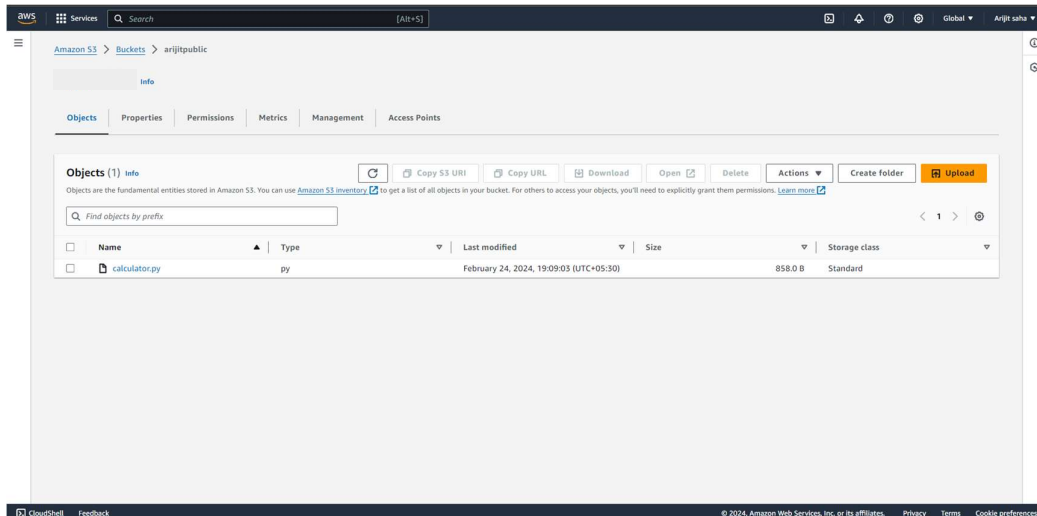 aws Services Search [Alt+S] Global Arijit saha
Amazon S3 > Buckets > arijitpublic
Info
Objects Properties Permissions Metrics Management Access Points
Objects (1) Info Copy S3 URI Copy URL Download Open Delete Actions Create folder Upload
Objects are the fundamental entities stored in Amazon S3. You can use Amazon S3 inventory to get a list of all objects in your bucket. For others to access your objects, you'll need to explicitly grant them permissions. Learn more
Find objects by prefix < 1 >
Name Type Last modified Size Storage class
calculator.py py February 24, 2024, 19:09:03 (UTC+05:30) 858.0 B Standard
CloudShell Feedback © 2024, Amazon Web Services, Inc. or its affiliates. Privacy Terms Cookie preferences